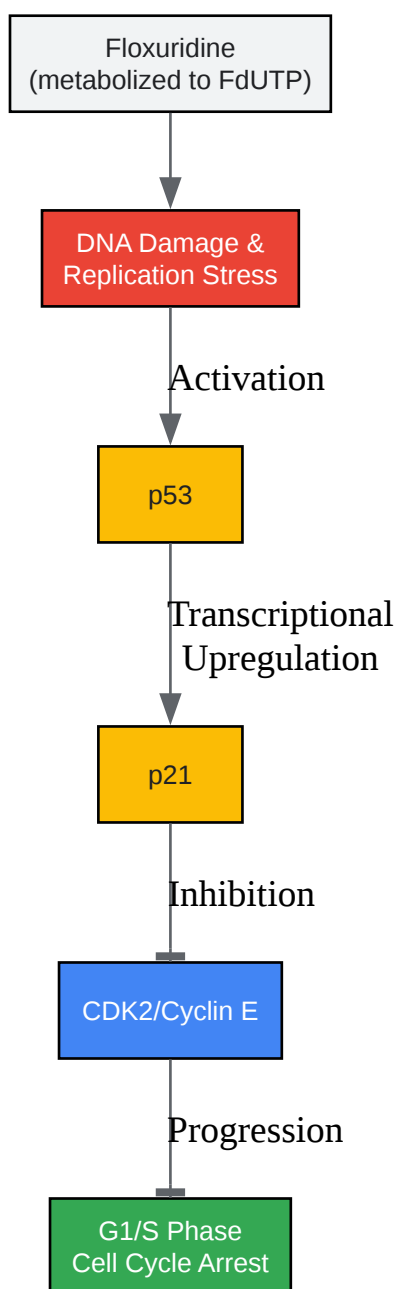 Floxuridine
(metabolized to FdUTP)
DNA Damage &
Replication Stress
Activation
p53
Transcriptional
Upregulation
p21
Inhibition
CDK2/Cyclin E
Progression
G1/S Phase
Cell Cycle Arrest